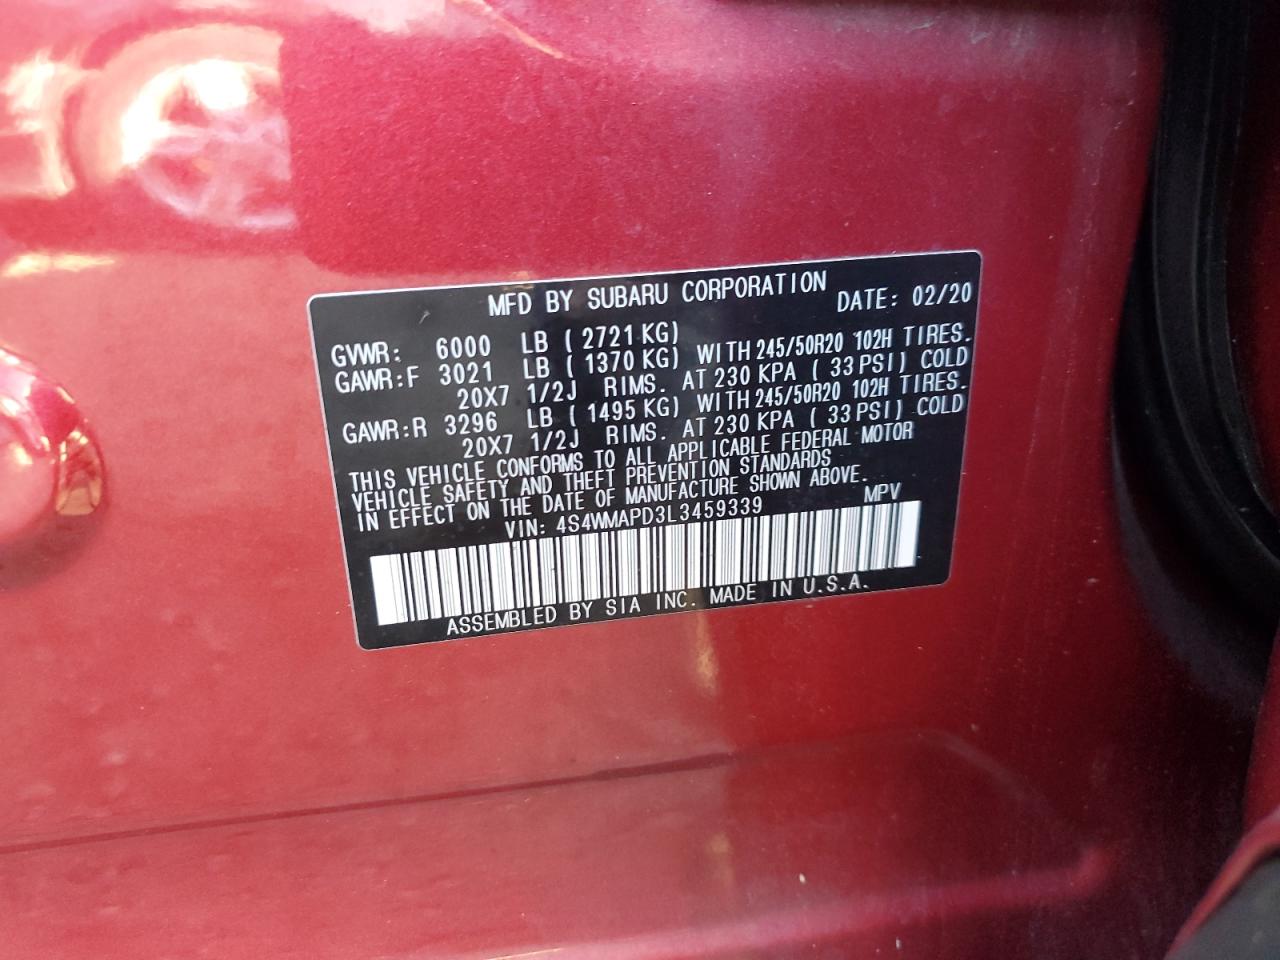 MFD BY SUBARU CORPORATION DATE: 02/20
GVWR: 6000 LB ( 2721 KG)
GAWR:F 3021 LB ( 1370 KG) WITH 245/50R20 102H TIRES.
20X7 1/2J RIMS. AT 230 KPA ( 33 PSI) COLD
GAWR:R 3296 LB ( 1495 KG) WITH 245/50R20 102H TIRES.
20X7 1/2J RIMS. AT 230 KPA ( 33 PSI) COLD
THIS VEHICLE CONFORMS TO ALL APPLICABLE FEDERAL MOTOR
VEHICLE SAFETY AND THEFT PREVENTION STANDARDS
IN EFFECT ON THE DATE OF MANUFACTURE SHOWN ABOVE.
VIN: 4S4WMAPD3L3459339 MPV
ASSEMBLED BY SIA INC. MADE IN U.S.A.